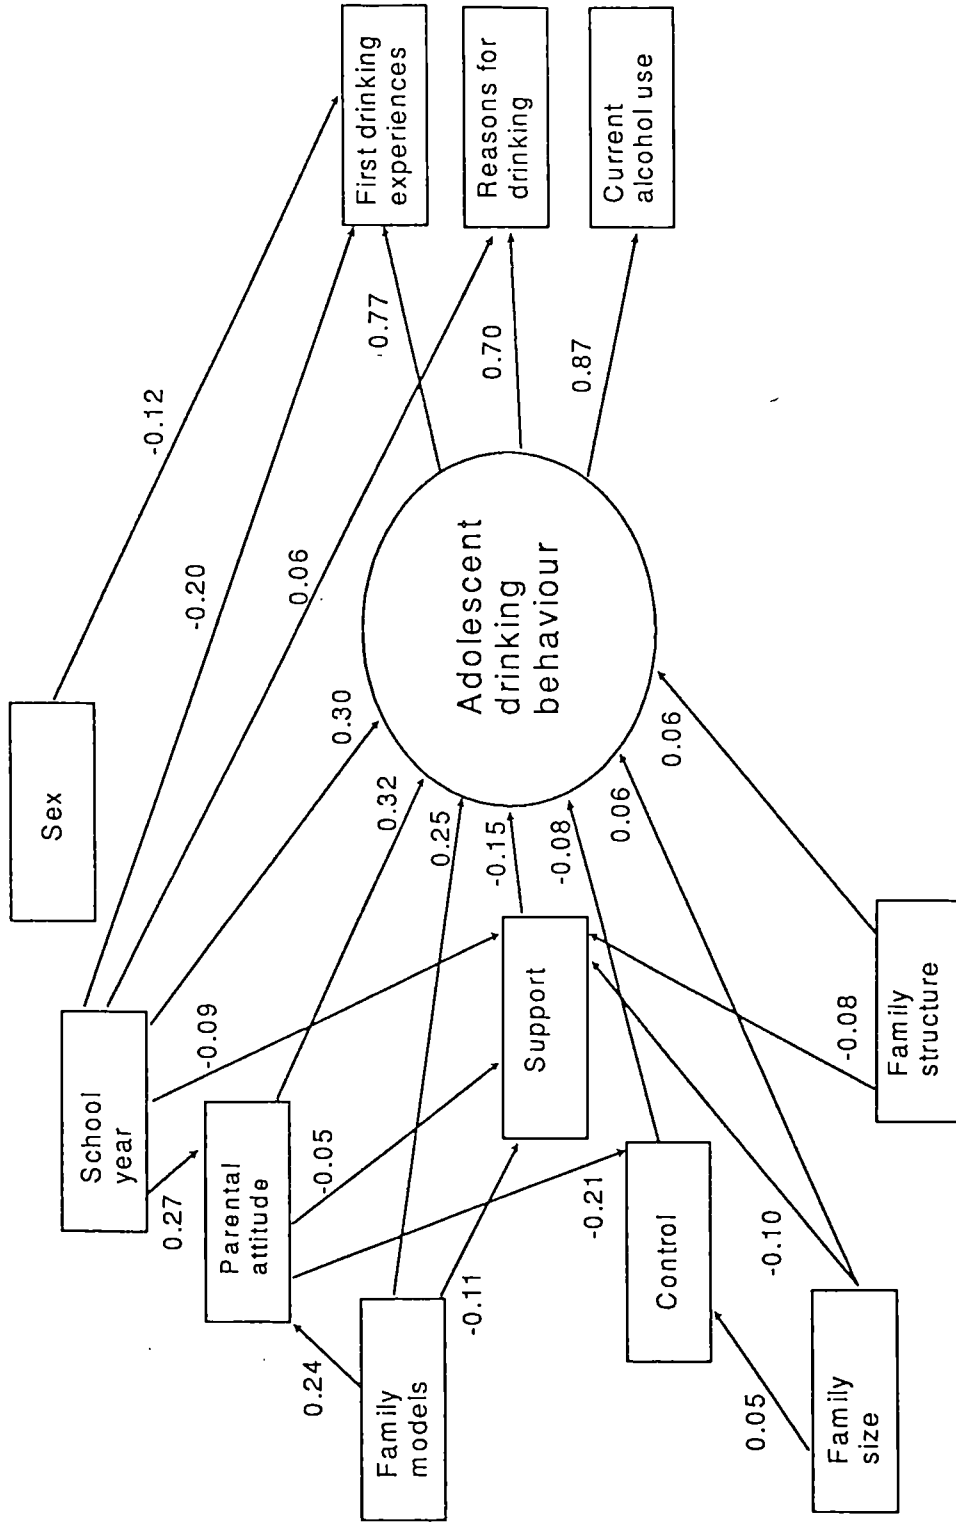 Sex
School
year
Parental
attitude
Family
models
Support
Control
Family
size
Family
structure
Adolescent
drinking
behaviour
First drinking
experiences
Reasons for
drinking
Current
alcohol use
-0.12
-0.20
0.06
0.30
0.32
0.25
-0.15
-0.08
0.06
0.06
0.77
0.70
0.87
-0.09
0.27
-0.05
0.24
-0.11
-0.21
-0.10
0.05
-0.08